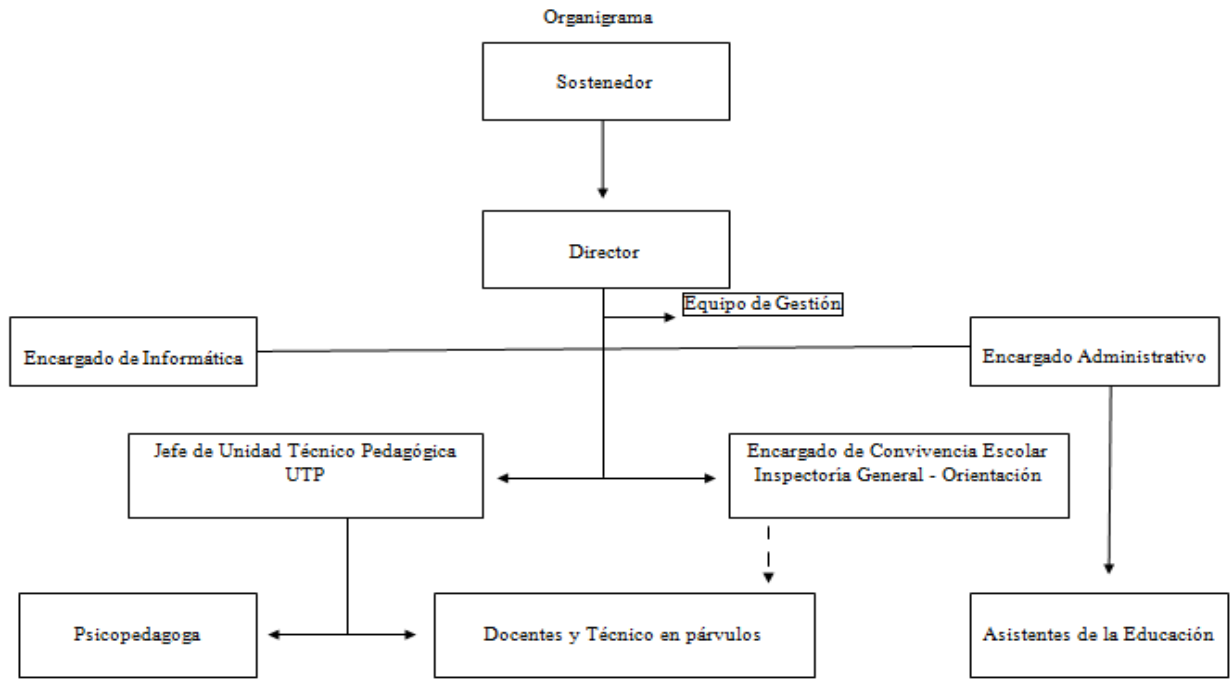 Organigrama
Sostenedor
Director
Equipo de Gestión
Encargado de Informática
Encargado Administrativo
Jefe de Unidad Técnico Pedagógica
UTP
Encargado de Convivencia Escolar
Inspectoría General - Orientación
Psicopedagoga
Docentes y Técnico en párvulos
Asistentes de la Educación